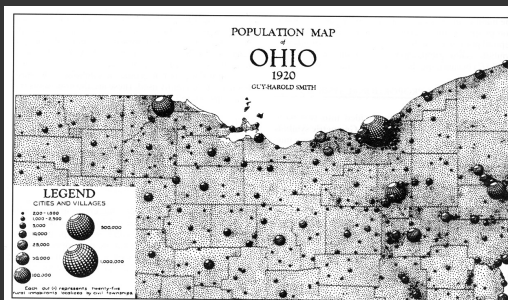 POPULATION MAP
of
OHIO
1920
GUY-HAROLD SMITH
LEGEND
CITIES AND VILLAGES
200 - 1,000
1,000 - 2,500
5,000
10,000
25,000
50,000
100,000
500,000
1,000,000
Each dot (•) represents twenty-five
rural inhabitants localized by civil townships